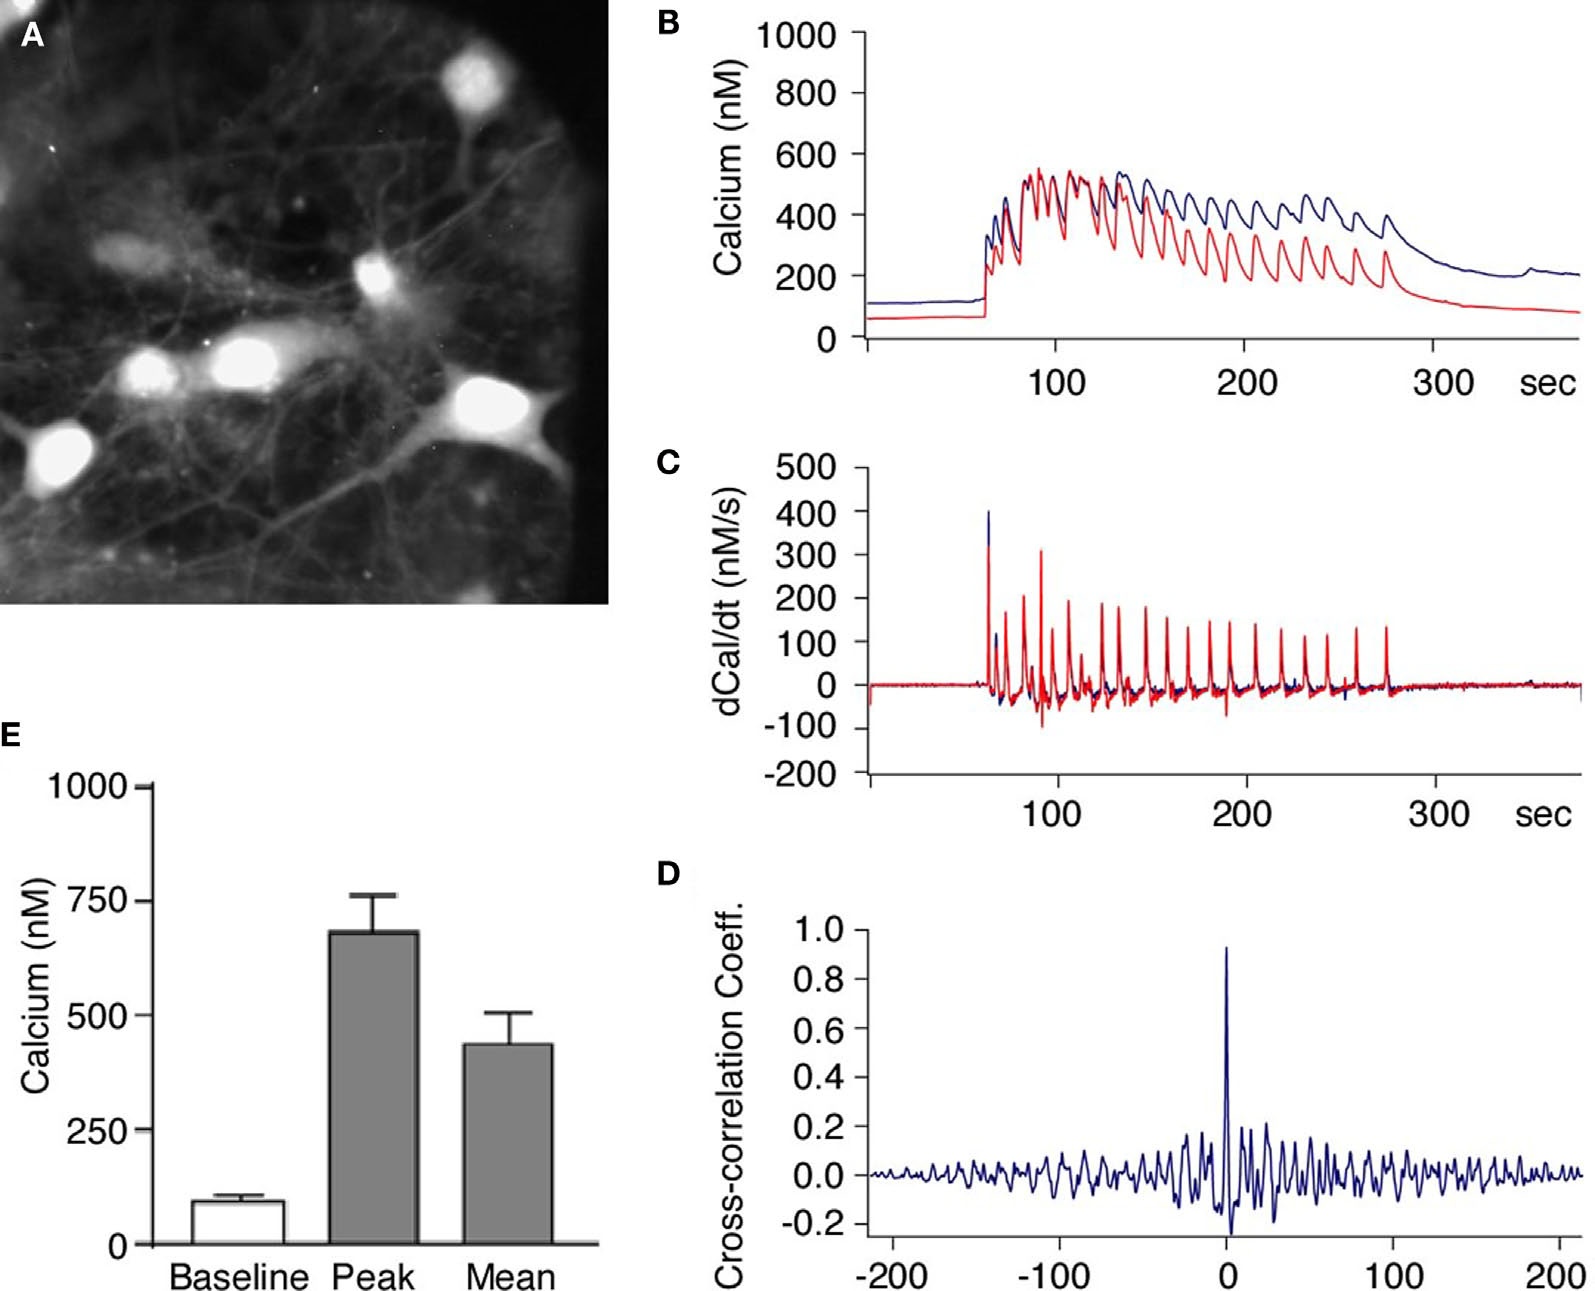 A
B
Calcium (nM)
1000
800
600
400
200
0
100 200 300 sec
C
dCal/dt (nM/s)
500
400
300
200
100
0
-100
-200
100 200 300 sec
D
Cross-correlation Coeff.
1.0
0.8
0.6
0.4
0.2
0.0
-0.2
-200 -100 0 100 200
E
Calcium (nM)
1000
750
500
250
0
Baseline Peak Mean